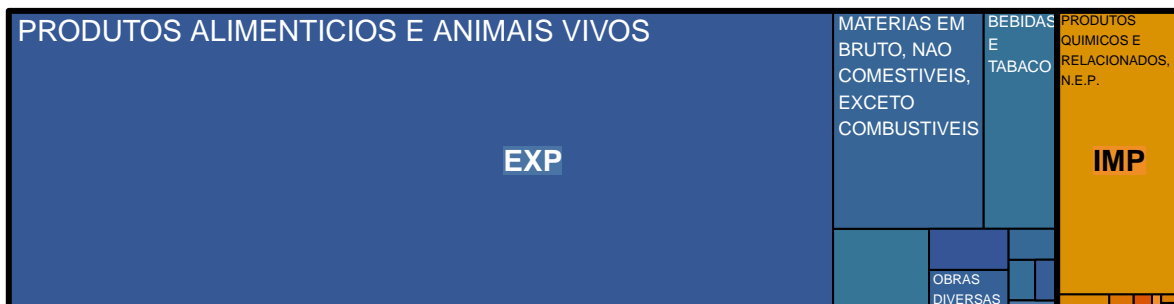 PRODUTOS ALIMENTICIOS E ANIMAIS VIVOS
EXP
MATERIAS EM
BRUTO, NAO
COMESTIVEIS,
EXCETO
COMBUSTIVEIS
BEBIDAS
E
TABACO
OBRAS
DIVERSAS
PRODUTOS
QUIMICOS E
RELACIONADOS,
N.E.P.
IMP